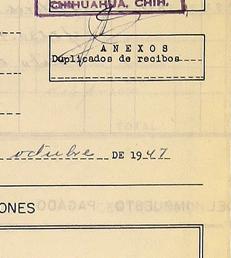 CHIHUAHUA, CHIH.
ANEXOS
Duplicados de recibos
octubre DE 1947
ONES